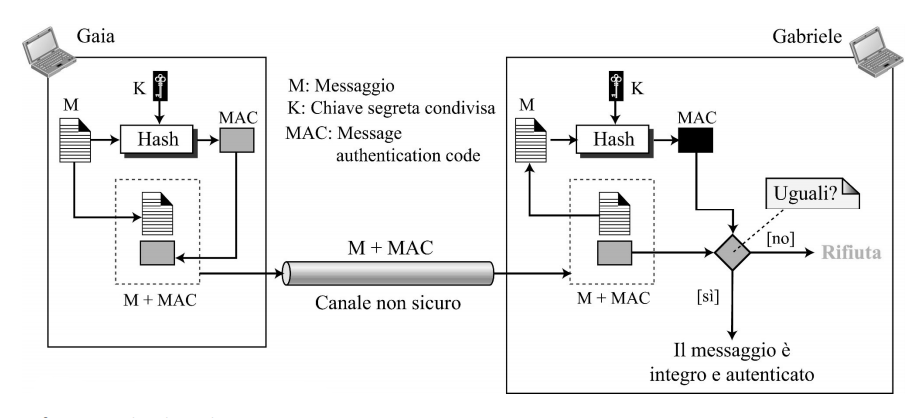 Gaia
Gabriele
K
M: Messaggio
K: Chiave segreta condivisa
MAC: Message
authentication code
K
M
MAC
Hash
M
MAC
Hash
Uguali?
M + MAC
[no]
Rifiuta
M + MAC
Canale non sicuro
M + MAC
[sì]
Il messaggio è
integro e autenticato